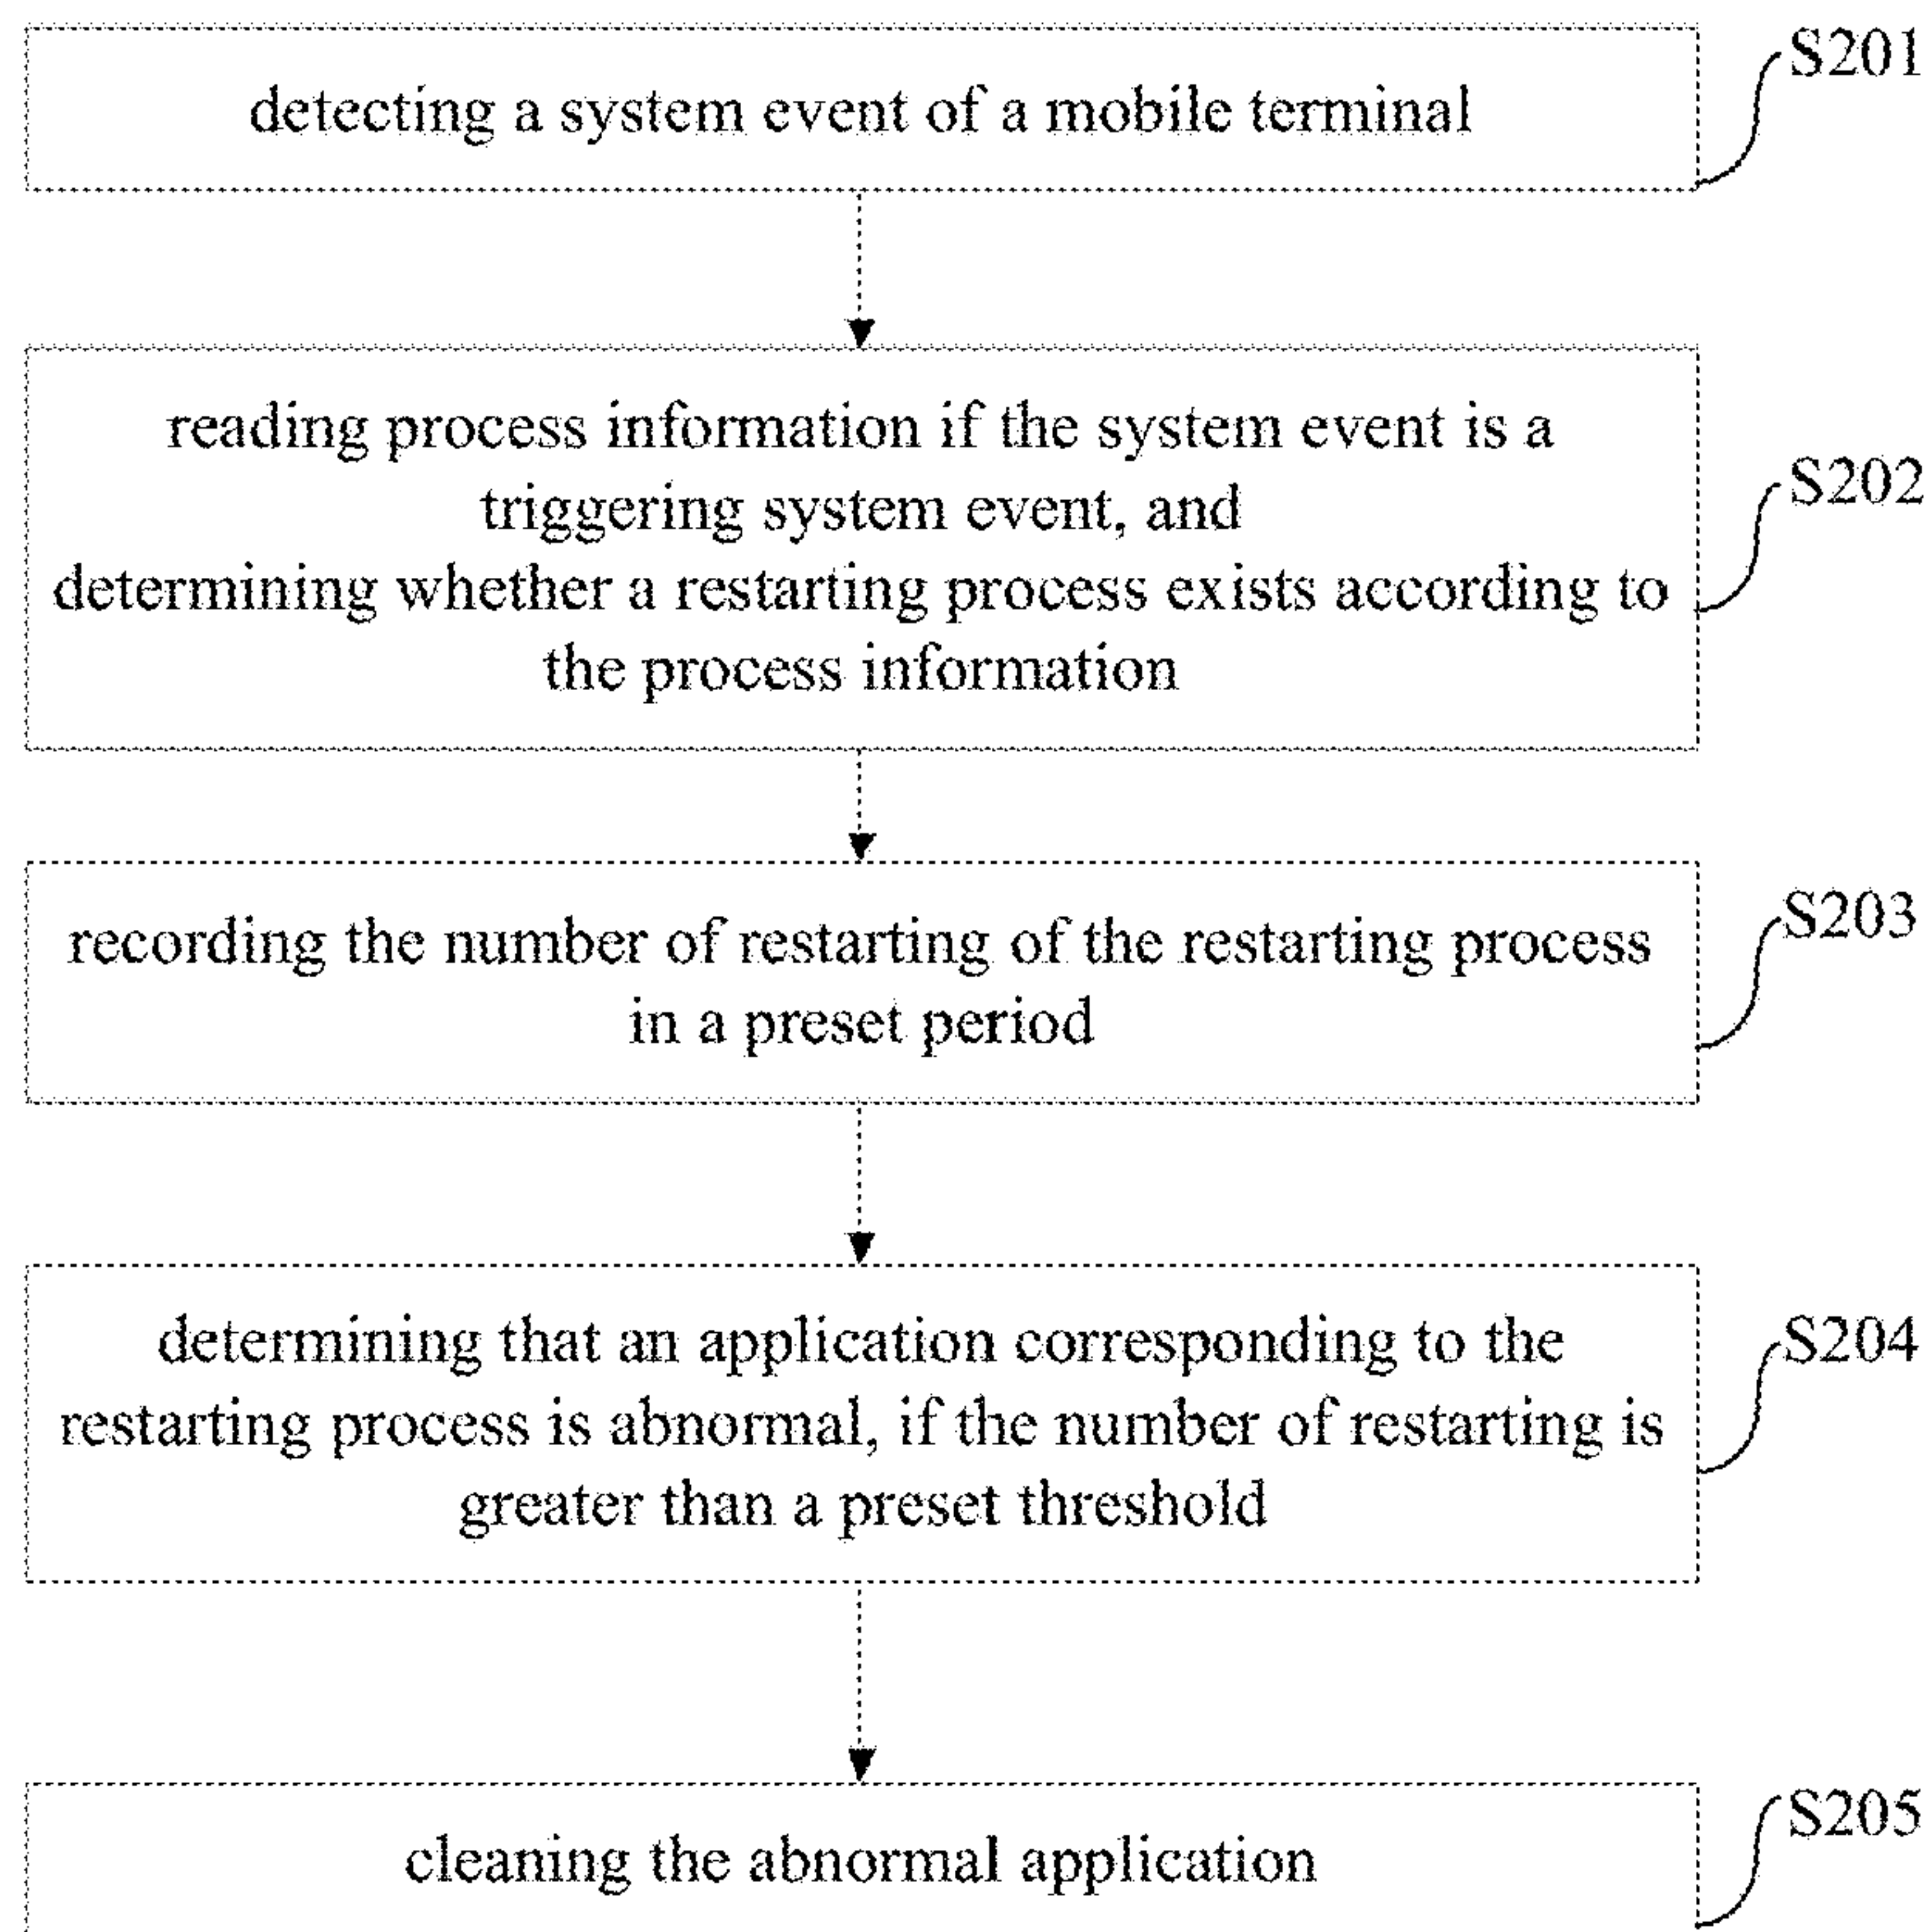 S201
detecting a system event of a mobile terminal
reading process information if the system event is a
S202
triggering system event, and
determining whether a restarting process exists according to
the process information
S203
recording the number of restarting of the restarting process
in a preset period
S204
determining that an application corresponding to the
restarting process is abnormal, if the number of restarting is
greater than a preset threshold
S205
cleaning the abnormal application